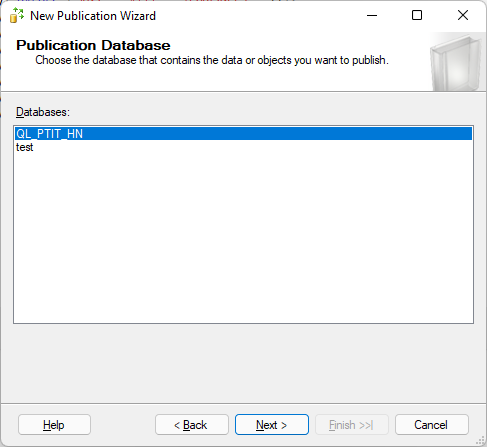 New Publication Wizard
Publication Database
Choose the database that contains the data or objects you want to publish.
Databases:
QL_PTIT_HN
test
Help
< Back
Next >
Finish >>|
Cancel